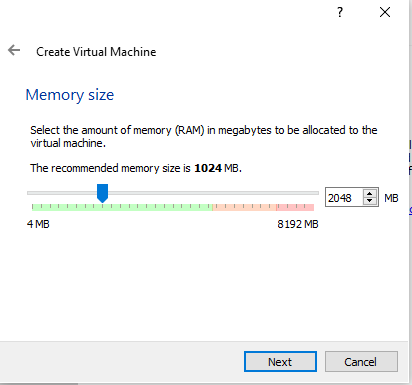 ?
Create Virtual Machine
Memory size
Select the amount of memory (RAM) in megabytes to be allocated to the
virtual machine.
The recommended memory size is 1024 MB.
2048 MB
4 MB 8192 MB
Next Cancel